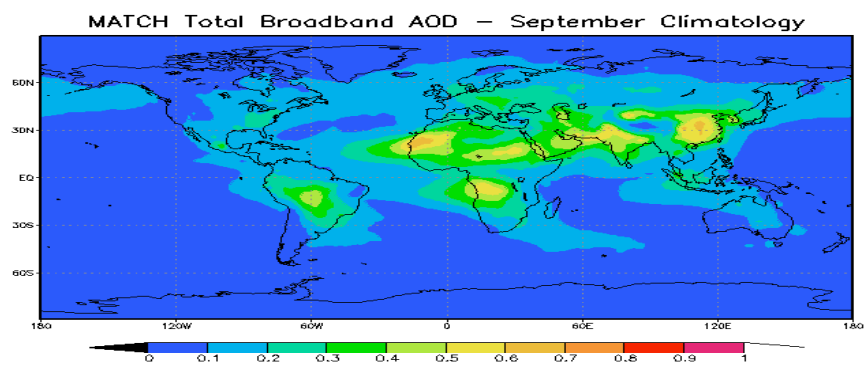 MATCH Total Broadband AOD – September Climatology
60N
30N
EQ
30S
60S
180 120W 60W 0 60E 120E 180
0 0.1 0.2 0.3 0.4 0.5 0.6 0.7 0.8 0.9 1